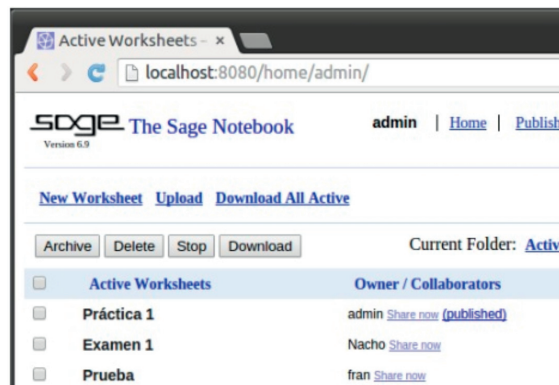 Active Worksheets –
localhost:8080/home/admin/
sage The Sage Notebook admin | Home | Publish
Version 6.9
New Worksheet Upload Download All Active
Archive Delete Stop Download Current Folder: Activ
Active Worksheets Owner / Collaborators
Práctica 1 admin Share now (published)
Examen 1 Nacho Share now
Prueba fran Share now